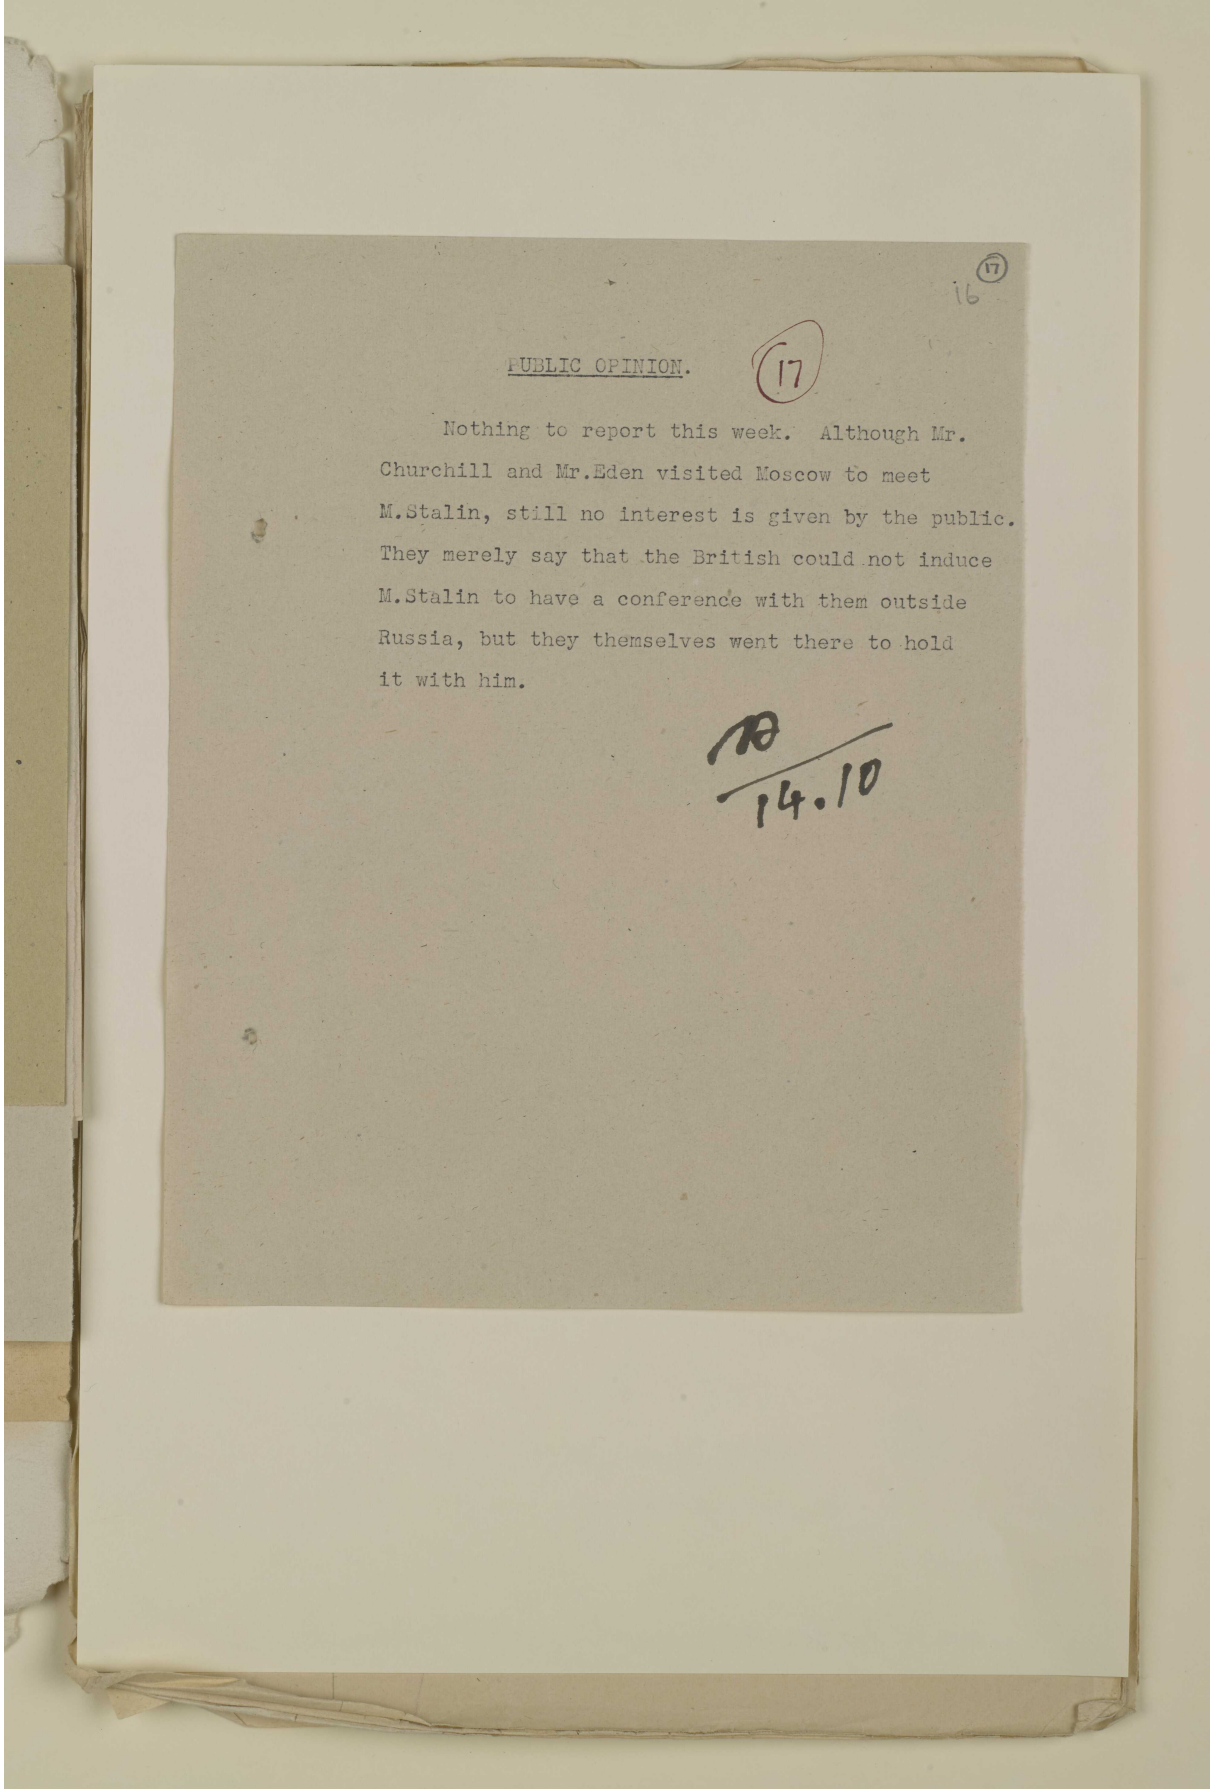 17
16
PUBLIC OPINION.
17
Nothing to report this week. Although Mr.
Churchill and Mr.Eden visited Moscow to meet
M.Stalin, still no interest is given by the public.
They merely say that the British could not induce
M.Stalin to have a conference with them outside
Russia, but they themselves went there to hold
it with him.
14.10